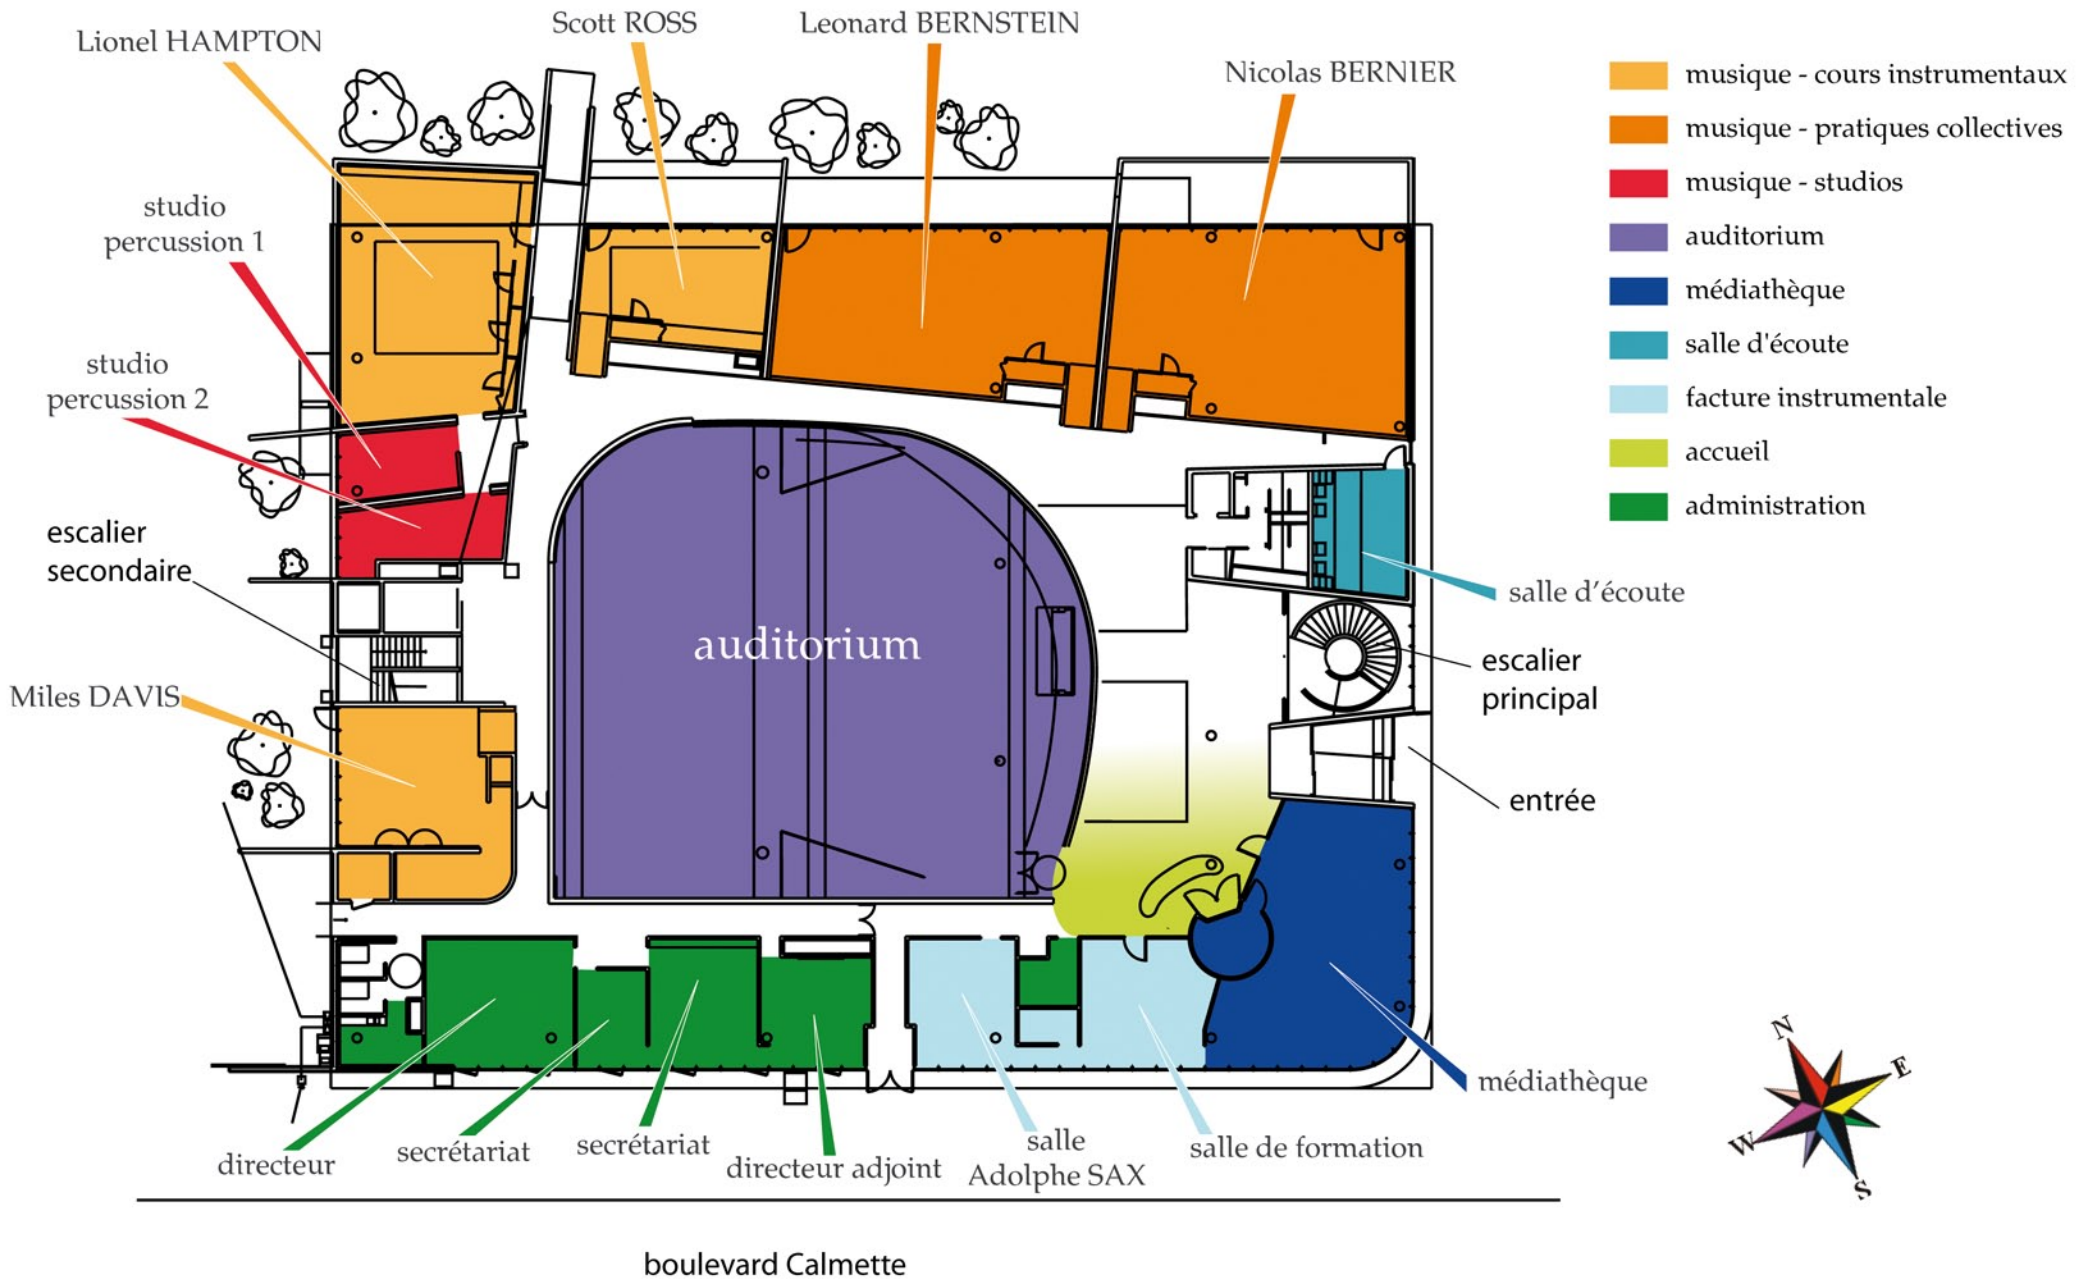 Lionel HAMPTON
Scott ROSS
Leonard BERNSTEIN
Nicolas BERNIER
musique - cours instrumentaux
musique - pratiques collectives
musique - studios
auditorium
médiathèque
salle d'écoute
facture instrumentale
accueil
administration
studio
percussion 1
studio
percussion 2
escalier
secondaire
Miles DAVIS
auditorium
salle d’écoute
escalier
principal
entrée
médiathèque
directeur
secrétariat
secrétariat
directeur adjoint
salle
Adolphe SAX
salle de formation
N
E
W
S
boulevard Calmette